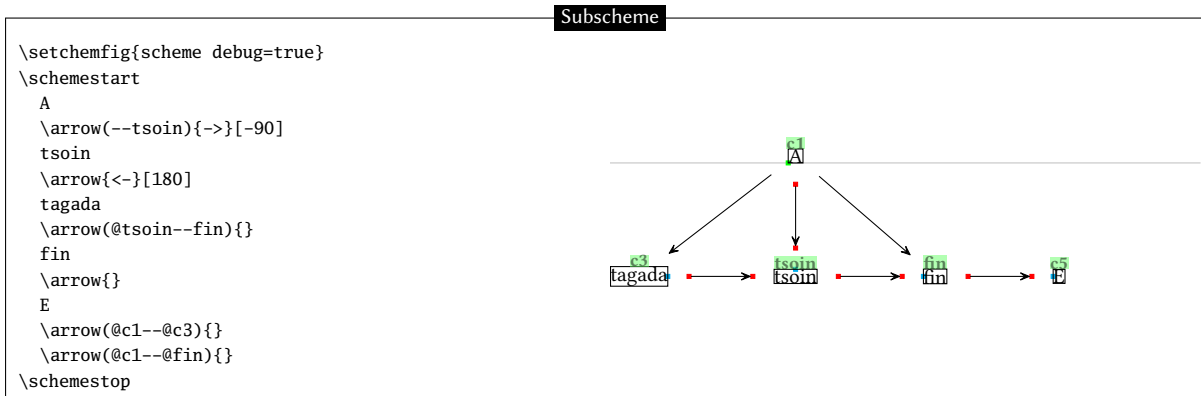 Subscheme
\setchemfig{scheme debug=true}
\schemestart
A
\arrow(--tsoin){->}[-90]
tsoin
\arrow{<-}[180]
tagada
\arrow(@tsoin--fin){}
fin
\arrow{}
E
\arrow(@c1--@c3){}
\arrow(@c1--@fin){}
\schemestop
c1
A
c3 tsoin fin c5
tagada tsoin fin E